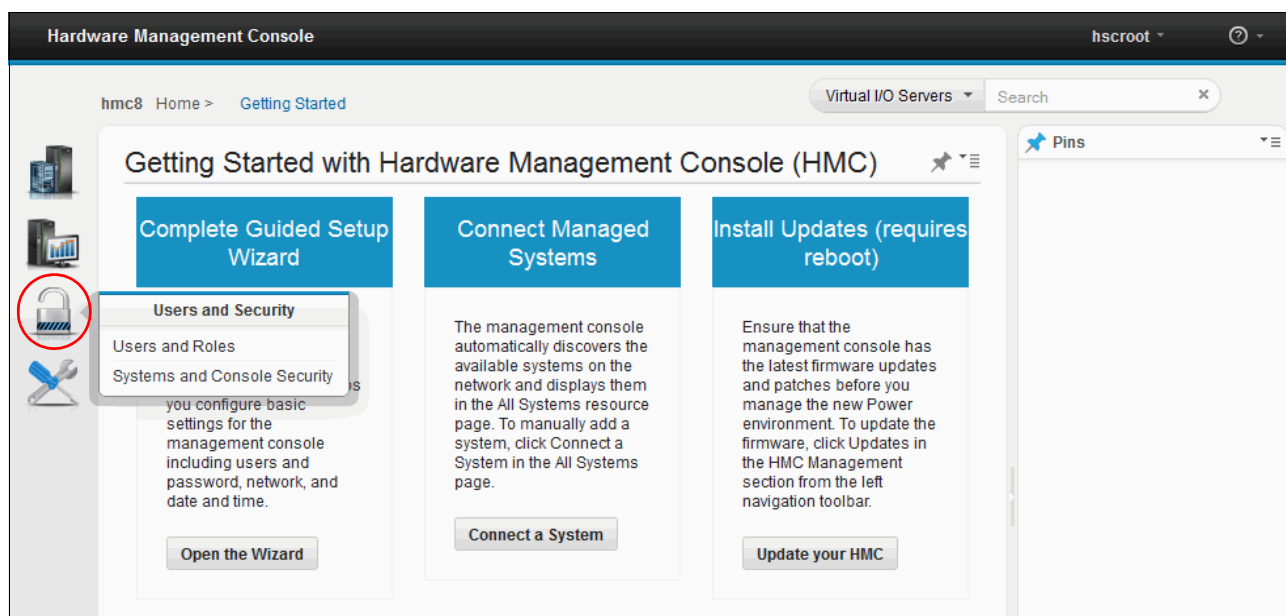 Hardware Management Console
hscroot
hmc8 Home > Getting Started
Virtual I/O Servers
Search
Pins
Getting Started with Hardware Management Console (HMC)
Complete Guided Setup
Wizard
Users and Security
Users and Roles
Systems and Console Security
you configure basic
settings for the
management console
including users and
password, network, and
date and time.
Open the Wizard
Connect Managed
Systems
The management console
automatically discovers the
available systems on the
network and displays them
in the All Systems resource
page. To manually add a
system, click Connect a
System in the All Systems
page.
Connect a System
Install Updates (requires
reboot)
Ensure that the
management console has
the latest firmware updates
and patches before you
manage the new Power
environment. To update the
firmware, click Updates in
the HMC Management
section from the left
navigation toolbar.
Update your HMC